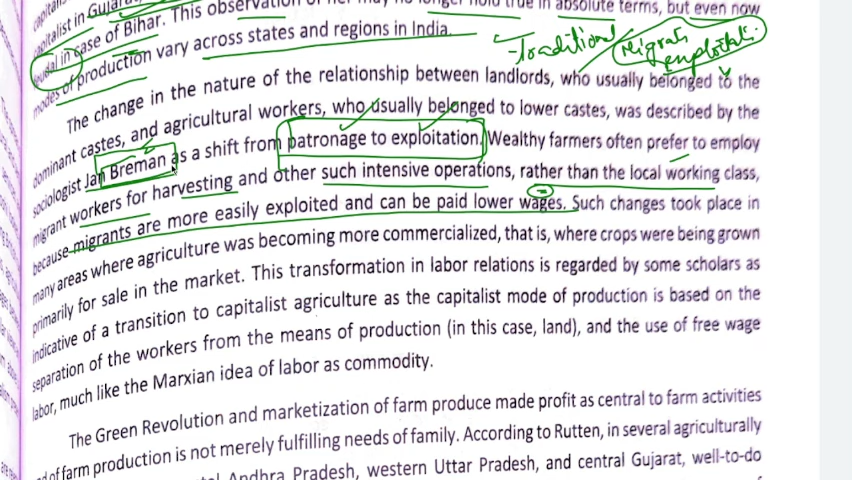 capitalist in Gujarat
longer hold true in absolute terms, but even now
feudal in case of Bihar. This observation
modes of production vary across states and regions in India.
- Traditional
Migrati
exploitati
The change in the nature of the relationship between landlords, who usually belonged to the
dominant castes, and agricultural workers, who usually belonged to lower castes, was described by the
sociologist Jan Breman as a shift from patronage to exploitation. Wealthy farmers often prefer to employ
migrant workers for harvesting and other such intensive operations, rather than the local working class,
because migrants are more easily exploited and can be paid lower wages. Such changes took place in
many areas where agriculture was becoming more commercialized, that is, where crops were being grown
primarily for sale in the market. This transformation in labor relations is regarded by some scholars as
indicative of a transition to capitalist agriculture as the capitalist mode of production is based on the
separation of the workers from the means of production (in this case, land), and the use of free wage
labor, much like the Marxian idea of labor as commodity.
The Green Revolution and marketization of farm produce made profit as central to farm activities
of farm production is not merely fulfilling needs of family. According to Rutten, in several agriculturally
Andhra Pradesh, western Uttar Pradesh, and central Gujarat, well-to-do